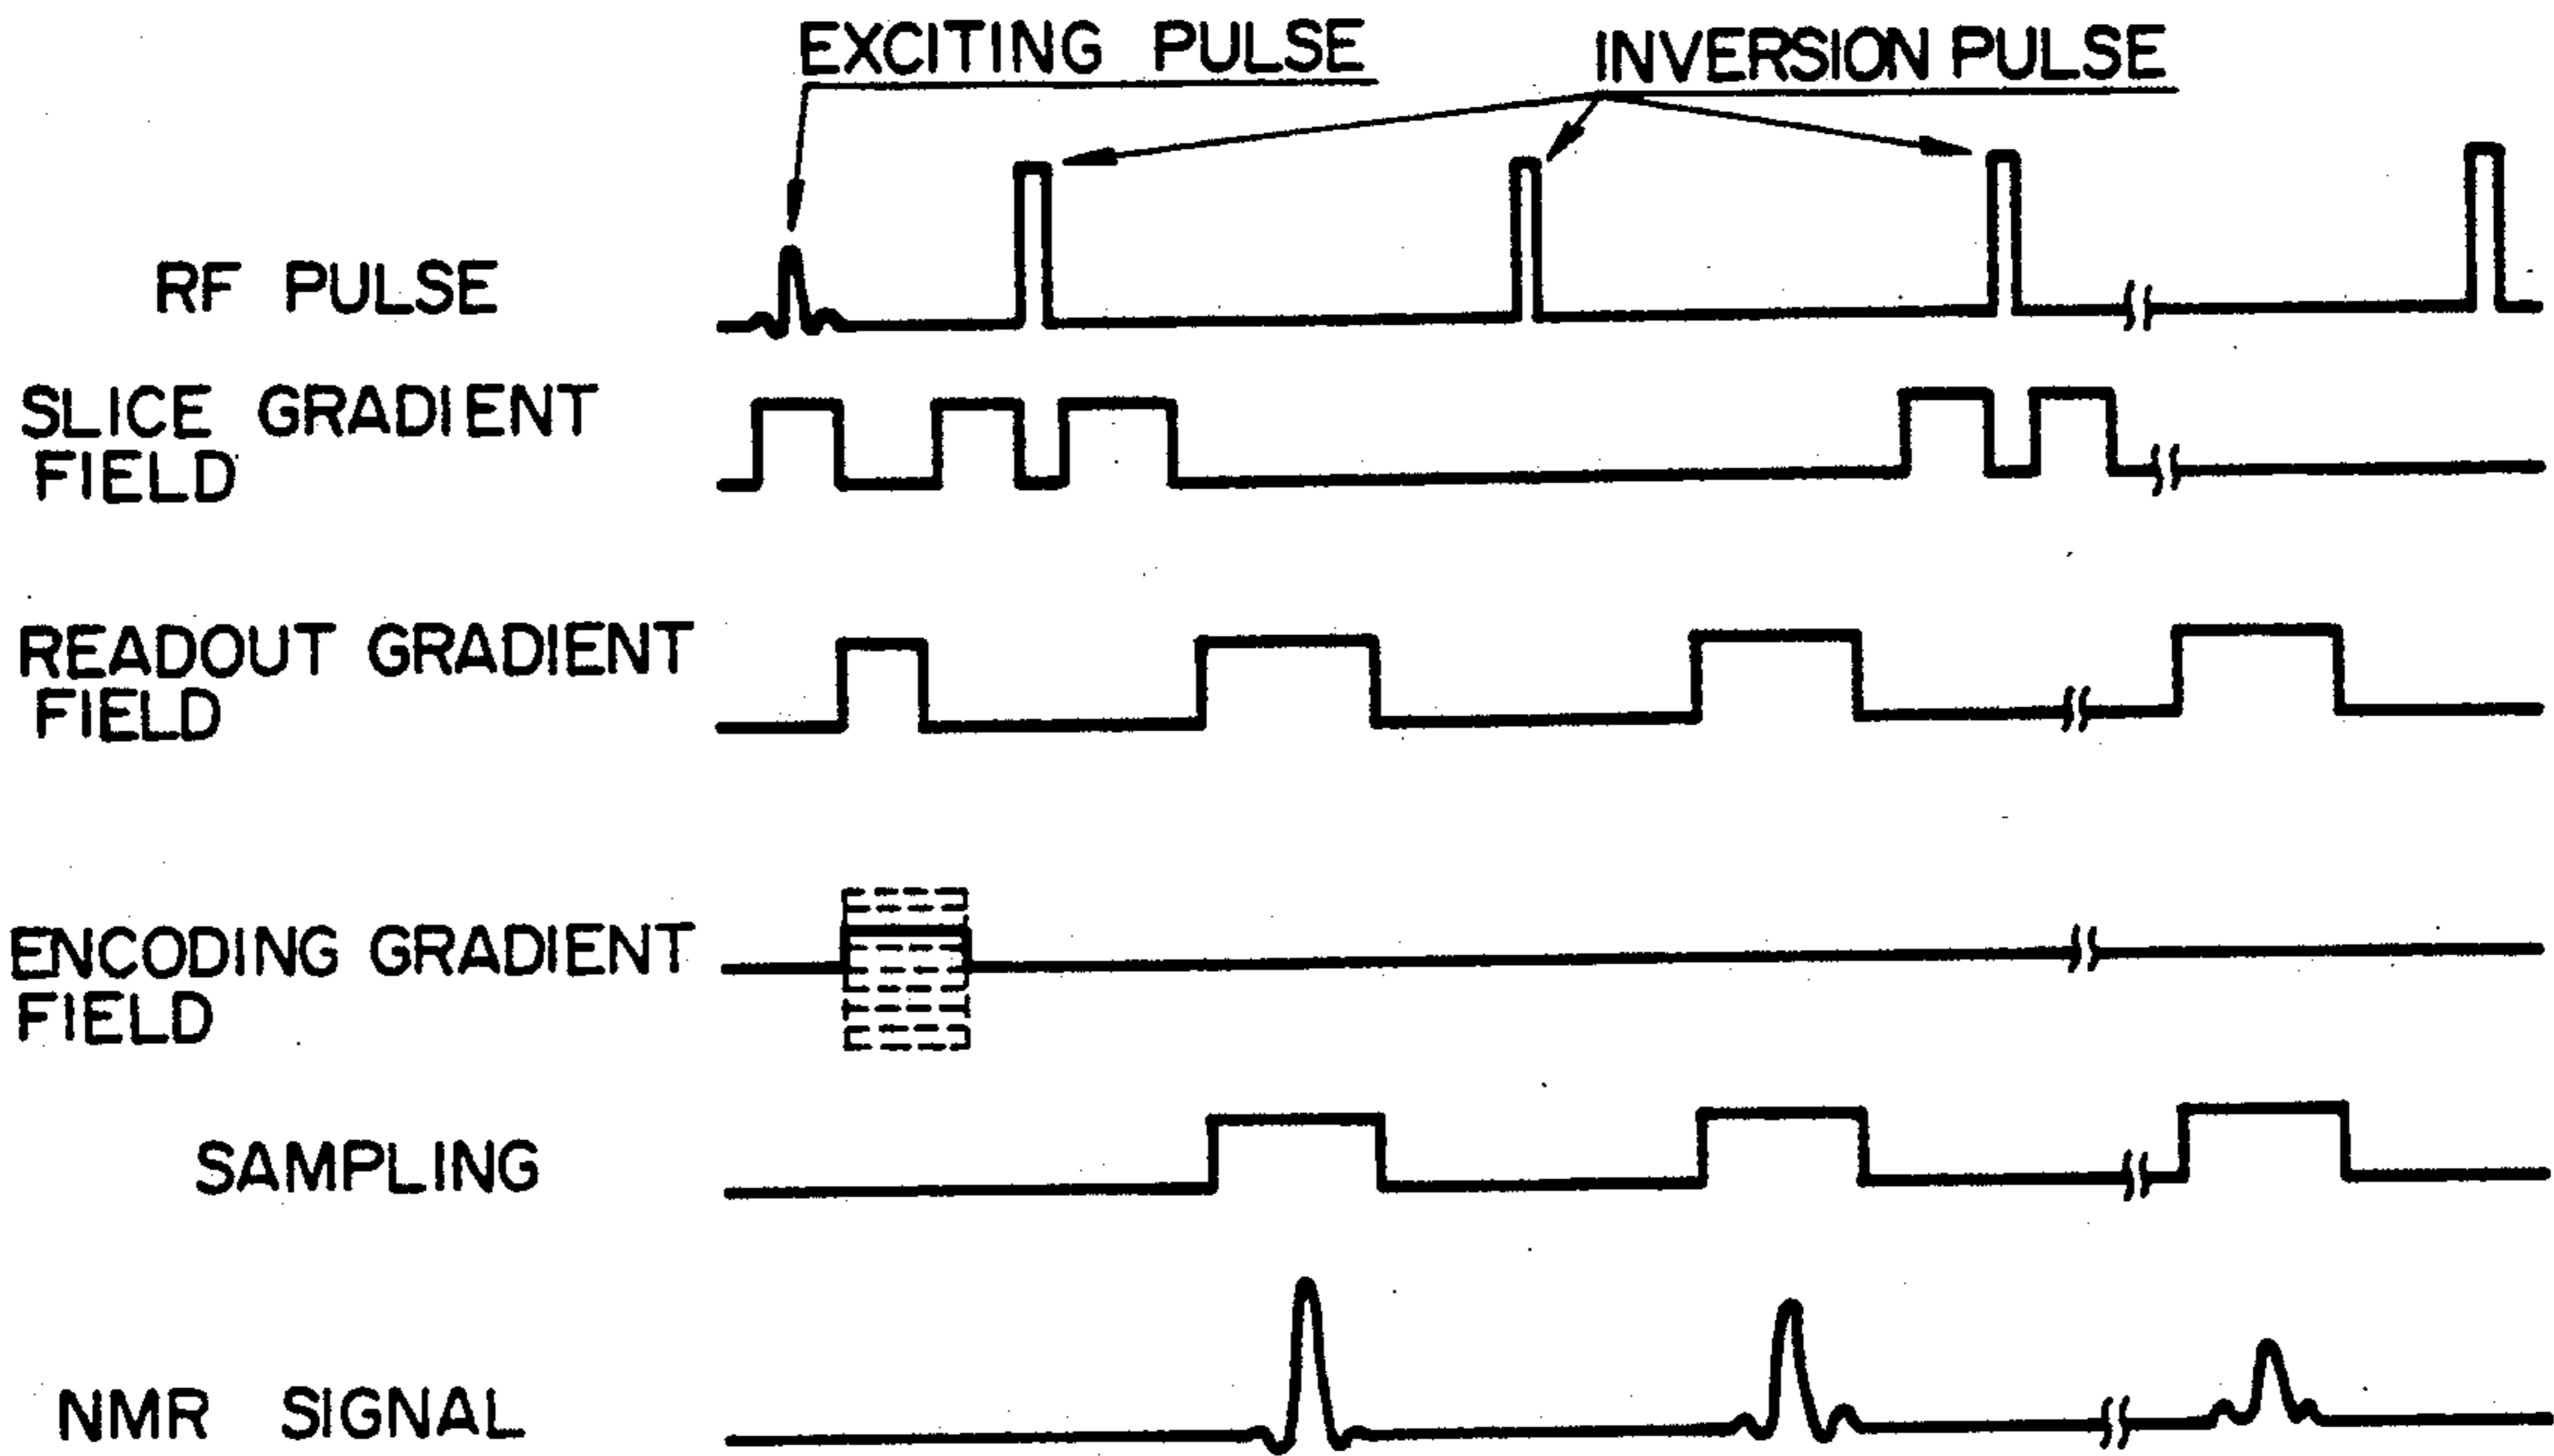 EXCITING PULSE
INVERSION PULSE
RF PULSE
SLICE GRADIENT
FIELD
READOUT GRADIENT
FIELD
ENCODING GRADIENT
FIELD
SAMPLING
NMR SIGNAL